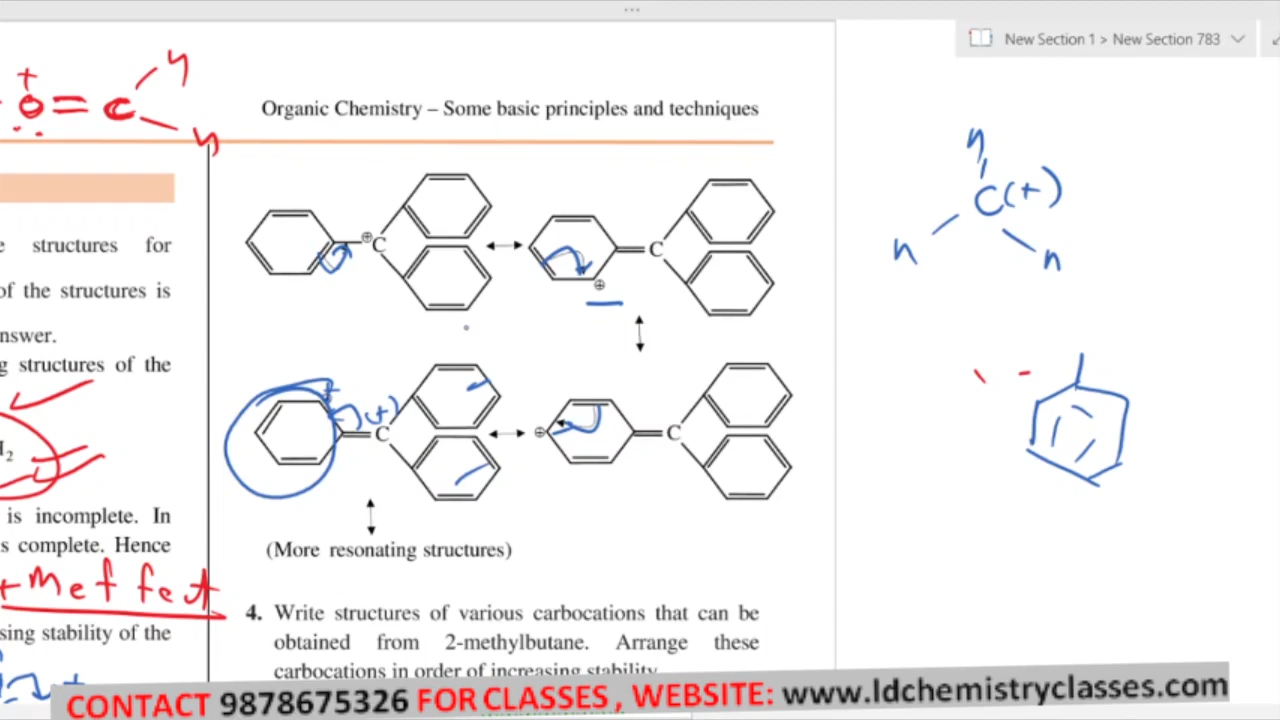 New Section 1 > New Section 783
+
O = C
H
H
Organic Chemistry – Some basic principles and techniques
structures for
of the structures is
nswer.
g structures of the
H₂
is incomplete. In
s complete. Hence
+ M effect
sing stability of the
⊕C
C
⊕
C (+)
⊕
C
(More resonating structures)
4. Write structures of various carbocations that can be
obtained from 2-methylbutane. Arrange these
carbocations in order of increasing stability.
H
C(+)
H
H
CONTACT 9878675326 FOR CLASSES , WEBSITE: www.ldchemistryclasses.com